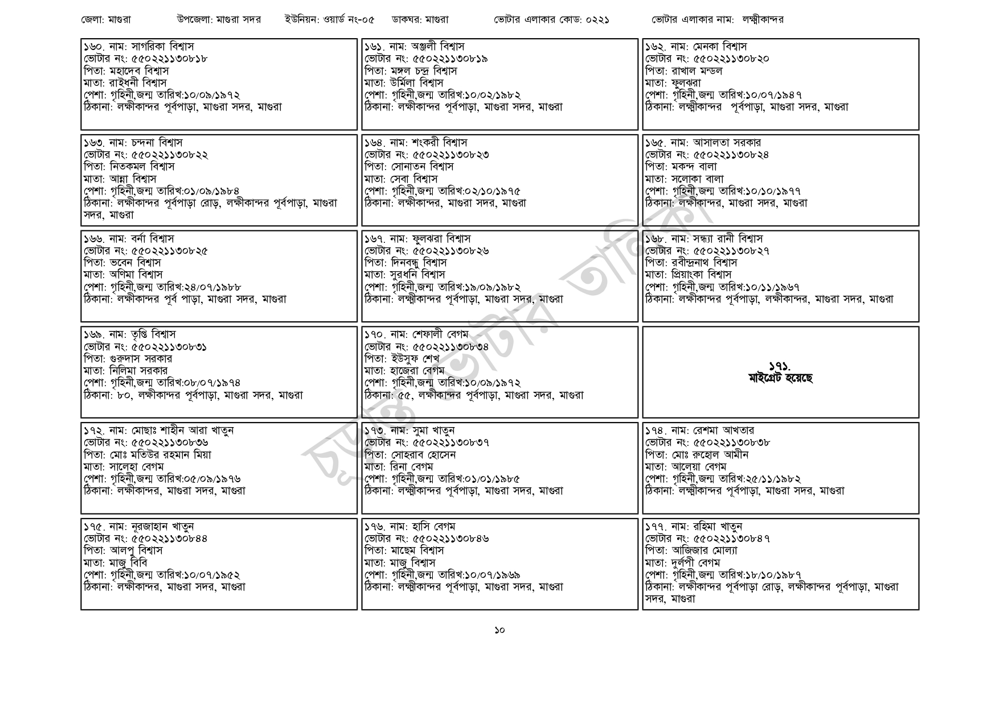 জেলা: মাগুরা উপজেলা: মাগুরা সদর ইউনিয়ন: ওয়ার্ড নং-০৫ ডাকঘর: মাগুরা ভোটার এলাকার কোড: ০২২১ ভোটার এলাকার নাম: লক্ষ্মীকান্দর
১৬০. নাম: সাগরিকা বিশ্বাস
ভোটার নং: ৫৫০২২১১৩০৮১৮
পিতা: মহাদেব বিশ্বাস
মাতা: রাইধনী বিশ্বাস
পেশা: গৃহিনী,জন্ম তারিখ:১০/০৯/১৯৭২
ঠিকানা: লক্ষীকান্দর পূর্বপাড়া, মাগুরা সদর, মাগুরা
১৬১. নাম: অঞ্জলী বিশ্বাস
ভোটার নং: ৫৫০২২১১৩০৮১৯
পিতা: মঙ্গল চন্দ্র বিশ্বাস
মাতা: উর্মিলা বিশ্বাস
পেশা: গৃহিনী,জন্ম তারিখ:১০/০২/১৯৮২
ঠিকানা: লক্ষীকান্দর পূর্বপাড়া, মাগুরা সদর, মাগুরা
১৬২. নাম: মেনকা বিশ্বাস
ভোটার নং: ৫৫০২২১১৩০৮২০
পিতা: রাখাল মন্ডল
মাতা: ফুলঝরা
পেশা: গৃহিনী,জন্ম তারিখ:১০/০৭/১৯৪৭
ঠিকানা: লক্ষ্মীকান্দর পূর্বপাড়া, মাগুরা সদর, মাগুরা
১৬৩. নাম: চন্দনা বিশ্বাস
ভোটার নং: ৫৫০২২১১৩০৮২২
পিতা: নিতকমল বিশ্বাস
মাতা: আন্না বিশ্বাস
পেশা: গৃহিনী,জন্ম তারিখ:০১/০৯/১৯৮৪
ঠিকানা: লক্ষীকান্দর পূর্বপাড়া রোড়, লক্ষীকান্দর পূর্বপাড়া, মাগুরা
সদর, মাগুরা
১৬৪. নাম: শংকরী বিশ্বাস
ভোটার নং: ৫৫০২২১১৩০৮২৩
পিতা: সোনাতন বিশ্বাস
মাতা: সেবা বিশ্বাস
পেশা: গৃহিনী,জন্ম তারিখ:০২/১০/১৯৭৫
ঠিকানা: লক্ষীকান্দর, মাগুরা সদর, মাগুরা
১৬৫. নাম: আসালতা সরকার
ভোটার নং: ৫৫০২২১১৩০৮২৪
পিতা: মকন্দ বালা
মাতা: সলোকা বালা
পেশা: গৃহিনী,জন্ম তারিখ:১০/১০/১৯৭৭
ঠিকানা: লক্ষীকান্দর, মাগুরা সদর, মাগুরা
১৬৬. নাম: বর্না বিশ্বাস
ভোটার নং: ৫৫০২২১১৩০৮২৫
পিতা: ভবেন বিশ্বাস
মাতা: অণিমা বিশ্বাস
পেশা: গৃহিনী,জন্ম তারিখ:২৪/০৭/১৯৮৮
ঠিকানা: লক্ষীকান্দর পূর্ব পাড়া, মাগুরা সদর, মাগুরা
১৬৭. নাম: ফুলঝরা বিশ্বাস
ভোটার নং: ৫৫০২২১১৩০৮২৬
পিতা: দিনবন্ধু বিশ্বাস
মাতা: সুরধনি বিশ্বাস
পেশা: গৃহিনী,জন্ম তারিখ:১৯/০৯/১৯৮২
ঠিকানা: লক্ষ্মীকান্দর পূর্বপাড়া, মাগুরা সদর, মাগুরা
১৬৮. নাম: সন্ধ্যা রানী বিশ্বাস
ভোটার নং: ৫৫০২২১১৩০৮২৭
পিতা: রবীন্দ্রনাথ বিশ্বাস
মাতা: প্রিয়াংকা বিশ্বাস
পেশা: গৃহিনী,জন্ম তারিখ:১০/১১/১৯৬৭
ঠিকানা: লক্ষীকান্দর পূর্বপাড়া, লক্ষীকান্দর, মাগুরা সদর, মাগুরা
১৬৯. নাম: তৃপ্তি বিশ্বাস
ভোটার নং: ৫৫০২২১১৩০৮৩১
পিতা: গুরুদাস সরকার
মাতা: নিলিমা সরকার
পেশা: গৃহিনী,জন্ম তারিখ:০৮/০৭/১৯৭৪
ঠিকানা: ৮০, লক্ষীকান্দর পূর্বপাড়া, মাগুরা সদর, মাগুরা
১৭০. নাম: শেফালী বেগম
ভোটার নং: ৫৫০২২১১৩০৮৩৪
পিতা: ইউসুফ শেখ
মাতা: হাজেরা বেগম
পেশা: গৃহিনী,জন্ম তারিখ:১০/০৯/১৯৭২
ঠিকানা: ৫৫, লক্ষীকান্দর পূর্বপাড়া, মাগুরা সদর, মাগুরা
১৭১.
মাইগ্রেট হয়েছে
১৭২. নাম: মোছাঃ শাহীন আরা খাতুন
ভোটার নং: ৫৫০২২১১৩০৮৩৬
পিতা: মোঃ মতিউর রহমান মিয়া
মাতা: সালেহা বেগম
পেশা: গৃহিনী,জন্ম তারিখ:০৫/০৯/১৯৭৬
ঠিকানা: লক্ষীকান্দর, মাগুরা সদর, মাগুরা
১৭৩. নাম: সুমা খাতুন
ভোটার নং: ৫৫০২২১১৩০৮৩৭
পিতা: সোহরাব হোসেন
মাতা: রিনা বেগম
পেশা: গৃহিনী,জন্ম তারিখ:০১/০১/১৯৮৫
ঠিকানা: লক্ষ্মীকান্দর পূর্বপাড়া, মাগুরা সদর, মাগুরা
১৭৪. নাম: রেশমা আখতার
ভোটার নং: ৫৫০২২১১৩০৮৩৮
পিতা: মোঃ রুহোল আমীন
মাতা: আলেয়া বেগম
পেশা: গৃহিনী,জন্ম তারিখ:২৫/১১/১৯৮২
ঠিকানা: লক্ষ্মীকান্দর পূর্বপাড়া, মাগুরা সদর, মাগুরা
১৭৫. নাম: নূরজাহান খাতুন
ভোটার নং: ৫৫০২২১১৩০৮৪৪
পিতা: আলপু বিশ্বাস
মাতা: মাজু বিবি
পেশা: গৃহিনী,জন্ম তারিখ:১০/০৭/১৯৫২
ঠিকানা: লক্ষীকান্দর, মাগুরা সদর, মাগুরা
১৭৬. নাম: হাসি বেগম
ভোটার নং: ৫৫০২২১১৩০৮৪৬
পিতা: মাছেম বিশ্বাস
মাতা: মাজু বিশ্বাস
পেশা: গৃহিনী,জন্ম তারিখ:১০/০৭/১৯৬৯
ঠিকানা: লক্ষ্মীকান্দর পূর্বপাড়া, মাগুরা সদর, মাগুরা
১৭৭. নাম: রহিমা খাতুন
ভোটার নং: ৫৫০২২১১৩০৮৪৭
পিতা: আজিজার মোল্যা
মাতা: দুর্লপী বেগম
পেশা: গৃহিনী,জন্ম তারিখ:১৮/১০/১৯৮৭
ঠিকানা: লক্ষীকান্দর পূর্বপাড়া রোড়, লক্ষীকান্দর পূর্বপাড়া, মাগুরা
সদর, মাগুরা
চূড়ান্ত ভোটার তালিকা
১০